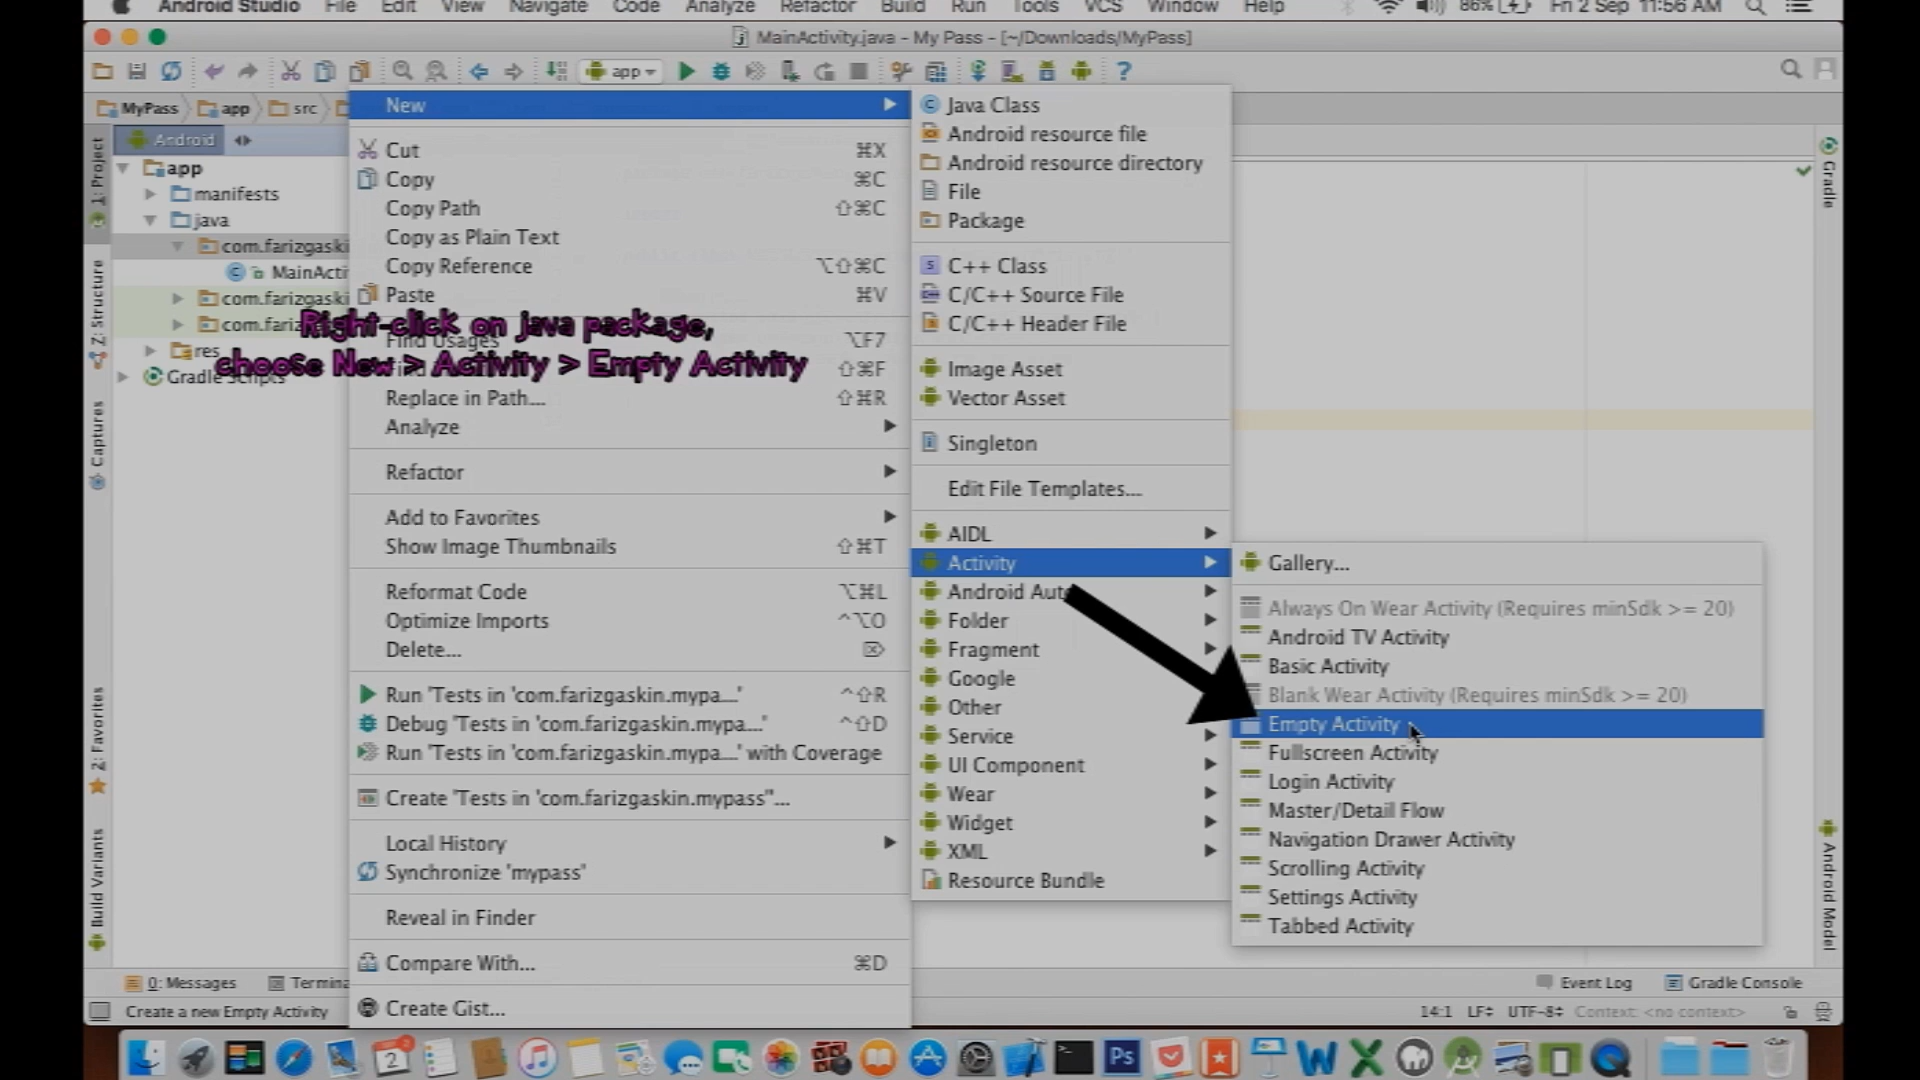 Android Studio File Edit View Navigate Code Analyze Refactor Build Run Tools VCS Window Help 86% Fri 2 Sep 11:56 AM
MainActivity.java - My Pass - [~/Downloads/MyPass]
app
MyPass app src
Android
1: Project
Z: Structure
Captures
2: Favorites
Build Variants
app
manifests
java
com.farizgaski
MainActi
com.farizgaski
com.fariz
res
Gradle Scripts
Right-click on java package,
choose New > Activity > Empty Activity
New
Cut ⌘X
Copy ⌘C
Copy Path ⇧⌘C
Copy as Plain Text
Copy Reference ⌥⇧⌘C
Paste ⌘V
Find Usages ⌥F7
⇧⌘F
Replace in Path... ⇧⌘R
Analyze
Refactor
Add to Favorites
Show Image Thumbnails ⇧⌘T
Reformat Code ⌥⌘L
Optimize Imports ^⌥O
Delete... ⌦
Run 'Tests in 'com.farizgaskin.mypa...' ^⇧R
Debug 'Tests in 'com.farizgaskin.mypa...' ^⇧D
Run 'Tests in 'com.farizgaskin.mypa...' with Coverage
Create 'Tests in 'com.farizgaskin.mypass''...
Local History
Synchronize 'mypass'
Reveal in Finder
Compare With... ⌘D
Create Gist...
Java Class
Android resource file
Android resource directory
File
Package
C++ Class
C/C++ Source File
C/C++ Header File
Image Asset
Vector Asset
Singleton
Edit File Templates...
AIDL
Activity
Android Auto
Folder
Fragment
Google
Other
Service
UI Component
Wear
Widget
XML
Resource Bundle
Gallery...
Always On Wear Activity (Requires minSdk >= 20)
Android TV Activity
Basic Activity
Blank Wear Activity (Requires minSdk >= 20)
Empty Activity
Fullscreen Activity
Login Activity
Master/Detail Flow
Navigation Drawer Activity
Scrolling Activity
Settings Activity
Tabbed Activity
Gradle
Android Model
0: Messages Termina Event Log Gradle Console
Create a new Empty Activity 14:1 LF÷ UTF-8÷ Context: <no context>
2
Ps